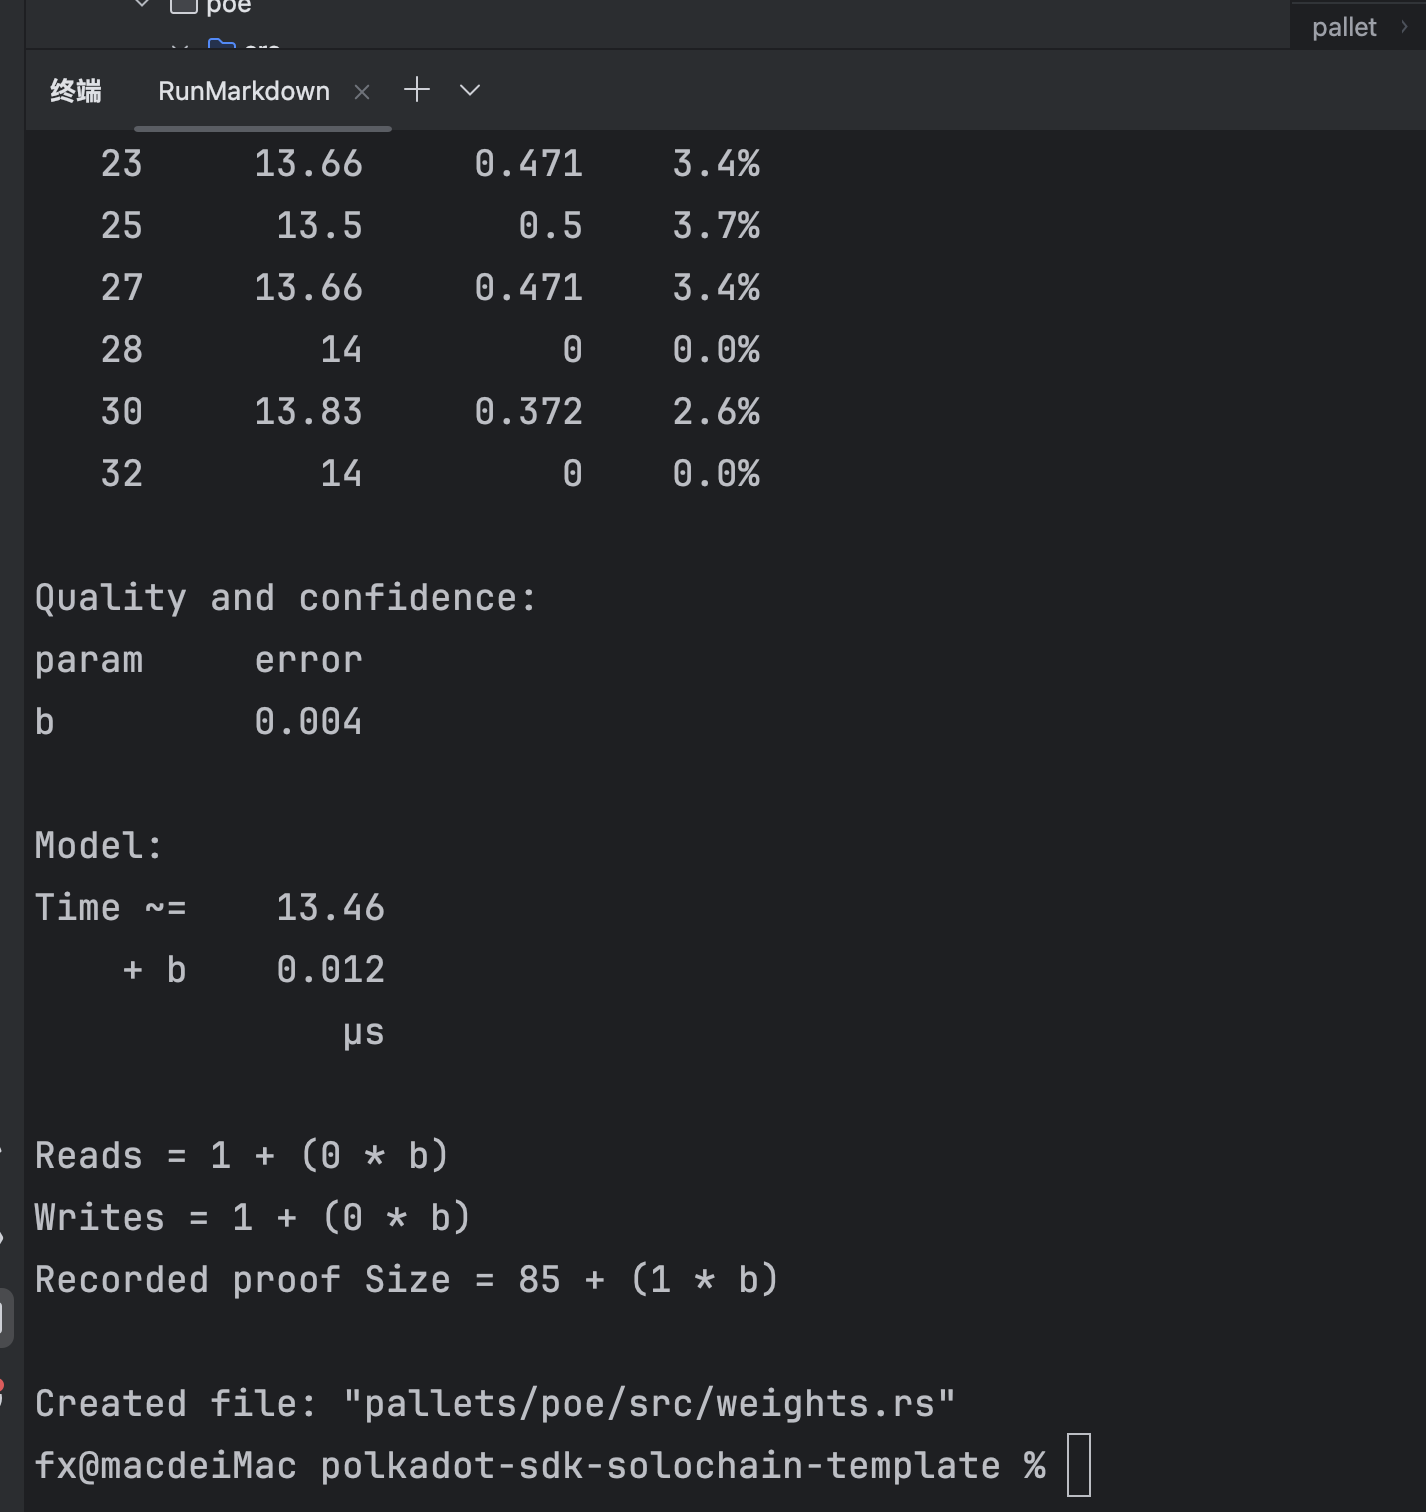 poe
src
pallet
终端 RunMarkdown
23 13.66 0.471 3.4%
25 13.5 0.5 3.7%
27 13.66 0.471 3.4%
28 14 0 0.0%
30 13.83 0.372 2.6%
32 14 0 0.0%
Quality and confidence:
param error
b 0.004
Model:
Time ~= 13.46
+ b 0.012
µs
Reads = 1 + (0 * b)
Writes = 1 + (0 * b)
Recorded proof Size = 85 + (1 * b)
Created file: "pallets/poe/src/weights.rs"
fx@macdeiMac polkadot-sdk-solochain-template %